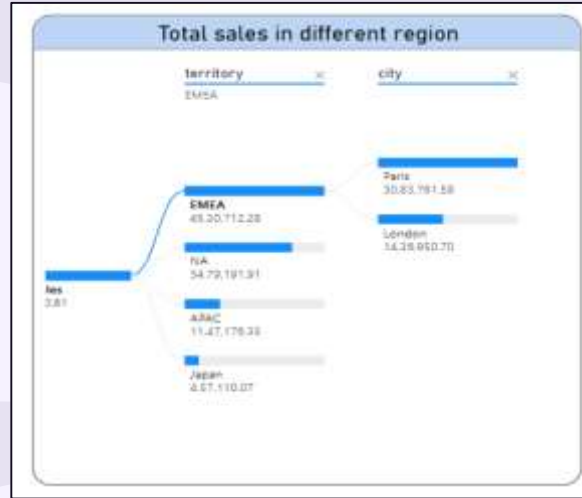 Total sales in different region
territory
city
EMEA
Paris
30,83,761.58
EMEA
45,20,712.28
London
14,36,950.70
NA
34,79,191.91
les
3.81
APAC
11,47,176.33
Japan
4,57,110.07